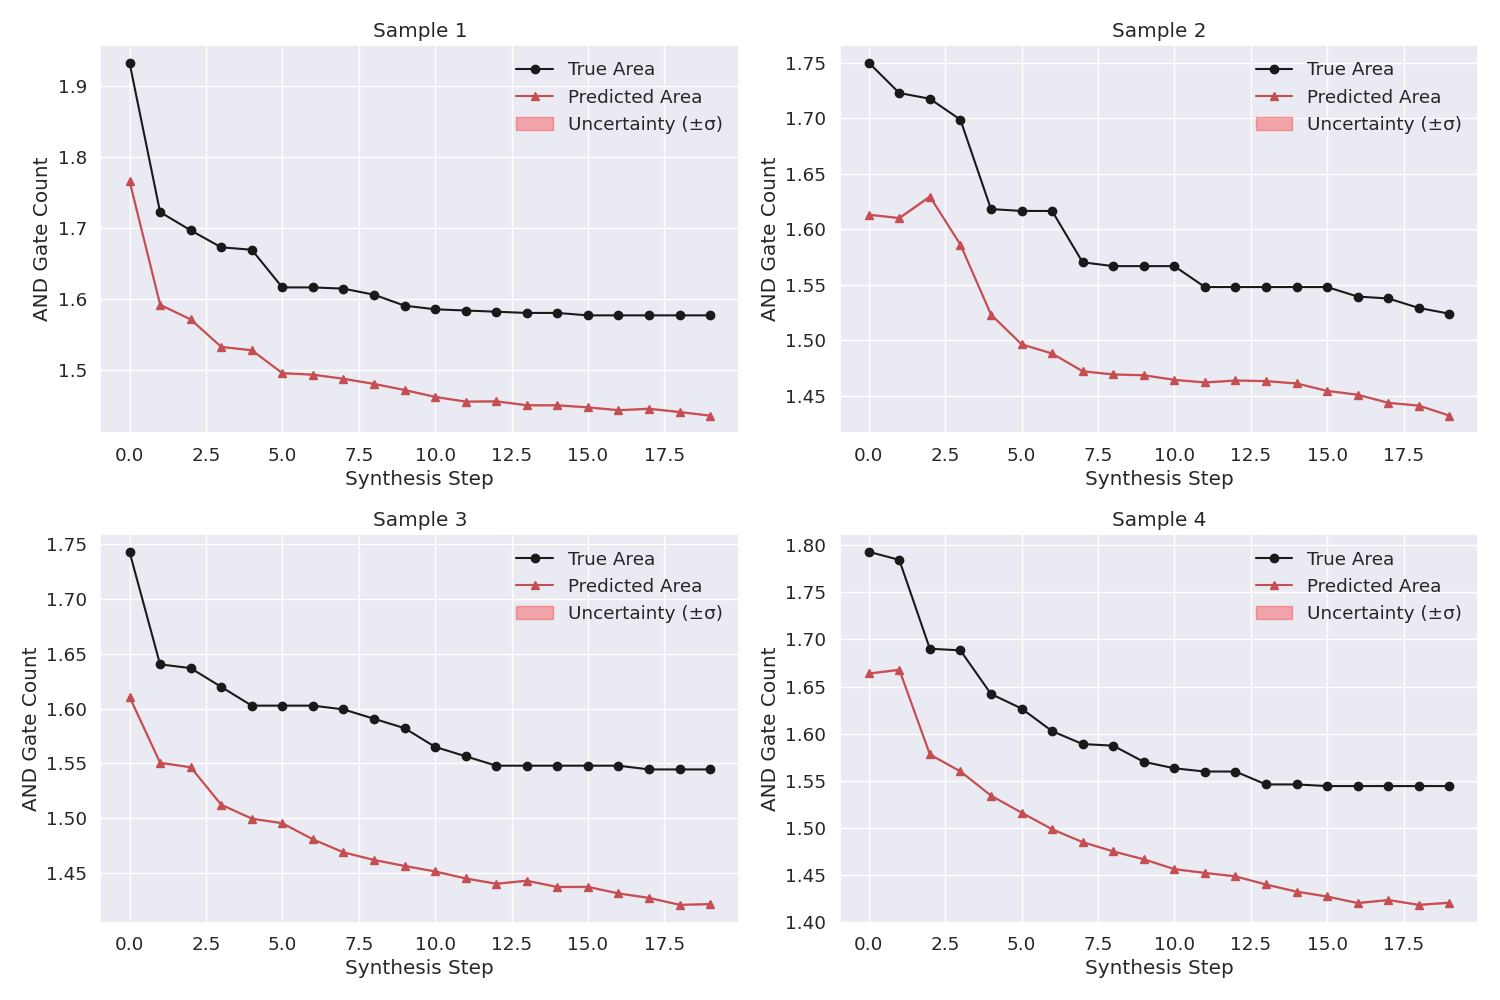 Sample 1
1.9
1.8
1.7
1.6
1.5
AND Gate Count
True Area
Predicted Area
Uncertainty (±σ)
0.0 2.5 5.0 7.5 10.0 12.5 15.0 17.5
Synthesis Step
Sample 2
1.75
1.70
1.65
1.60
1.55
1.50
1.45
AND Gate Count
True Area
Predicted Area
Uncertainty (±σ)
0.0 2.5 5.0 7.5 10.0 12.5 15.0 17.5
Synthesis Step
Sample 3
1.75
1.70
1.65
1.60
1.55
1.50
1.45
AND Gate Count
True Area
Predicted Area
Uncertainty (±σ)
0.0 2.5 5.0 7.5 10.0 12.5 15.0 17.5
Synthesis Step
Sample 4
1.80
1.75
1.70
1.65
1.60
1.55
1.50
1.45
1.40
AND Gate Count
True Area
Predicted Area
Uncertainty (±σ)
0.0 2.5 5.0 7.5 10.0 12.5 15.0 17.5
Synthesis Step